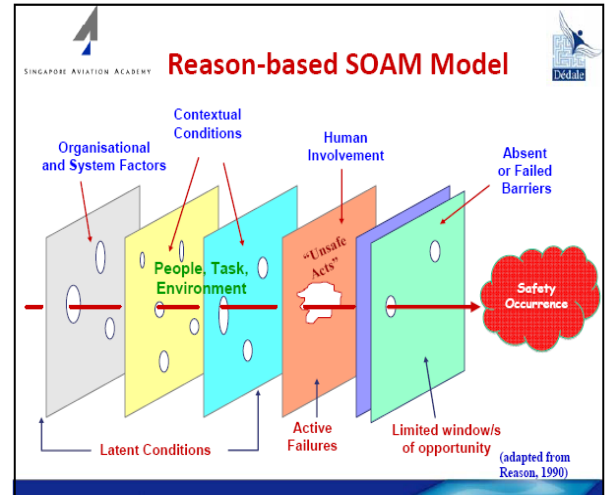 SINGAPORE AVIATION ACADEMY
Reason-based SOAM Model
Dédale
Organisational
and System Factors
Contextual
Conditions
Human
Involvement
Absent
or Failed
Barriers
People, Task,
Environment
“Unsafe
Acts”
Safety
Occurrence
Latent Conditions
Active
Failures
Limited window/s
of opportunity
(adapted from
Reason, 1990)